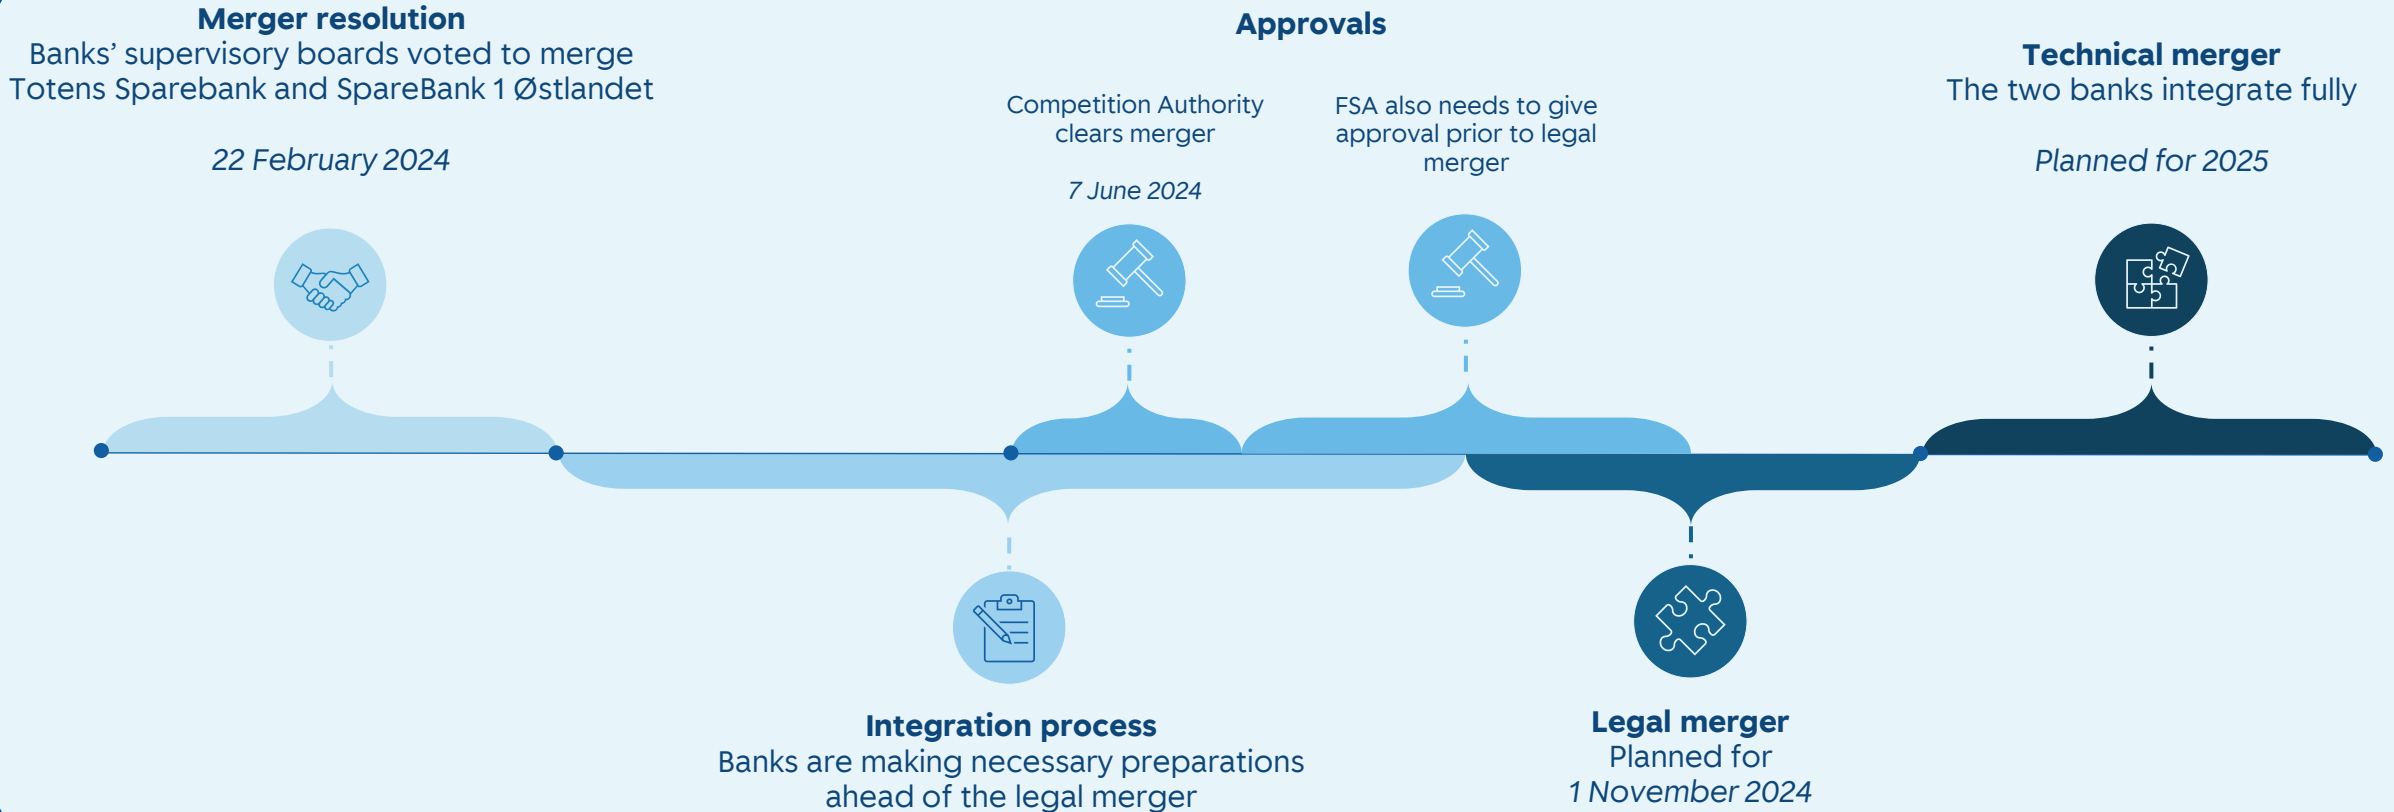 Merger resolution
Banks’ supervisory boards voted to merge
Totens Sparebank and SpareBank 1 Østlandet
22 February 2024
Approvals
Competition Authority
clears merger
7 June 2024
FSA also needs to give
approval prior to legal
merger
Technical merger
The two banks integrate fully
Planned for 2025
Integration process
Banks are making necessary preparations
ahead of the legal merger
Legal merger
Planned for
1 November 2024